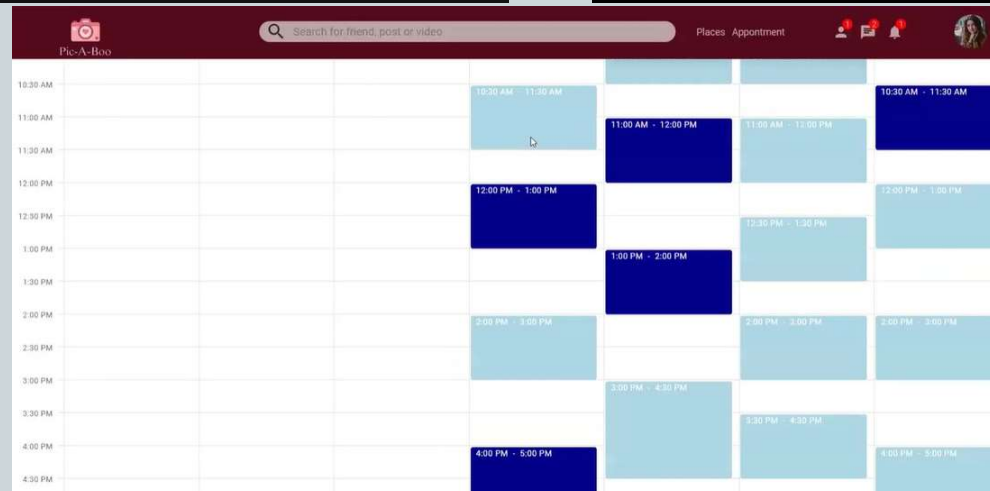 Pic-A-Boo
Search for friend, post or video
Places Appontment
1
2
1
10:30 AM
11:00 AM
11:30 AM
12:00 PM
12:30 PM
1:00 PM
1:30 PM
2:00 PM
2:30 PM
3:00 PM
3:30 PM
4:00 PM
4:30 PM
10:30 AM - 11:30 AM
12:00 PM - 1:00 PM
2:00 PM - 3:00 PM
4:00 PM - 5:00 PM
11:00 AM - 12:00 PM
1:00 PM - 2:00 PM
3:00 PM - 4:30 PM
11:00 AM - 12:00 PM
12:30 PM - 1:30 PM
2:00 PM - 3:00 PM
3:30 PM - 4:30 PM
10:30 AM - 11:30 AM
12:00 PM - 1:00 PM
2:00 PM - 3:00 PM
4:00 PM - 5:00 PM